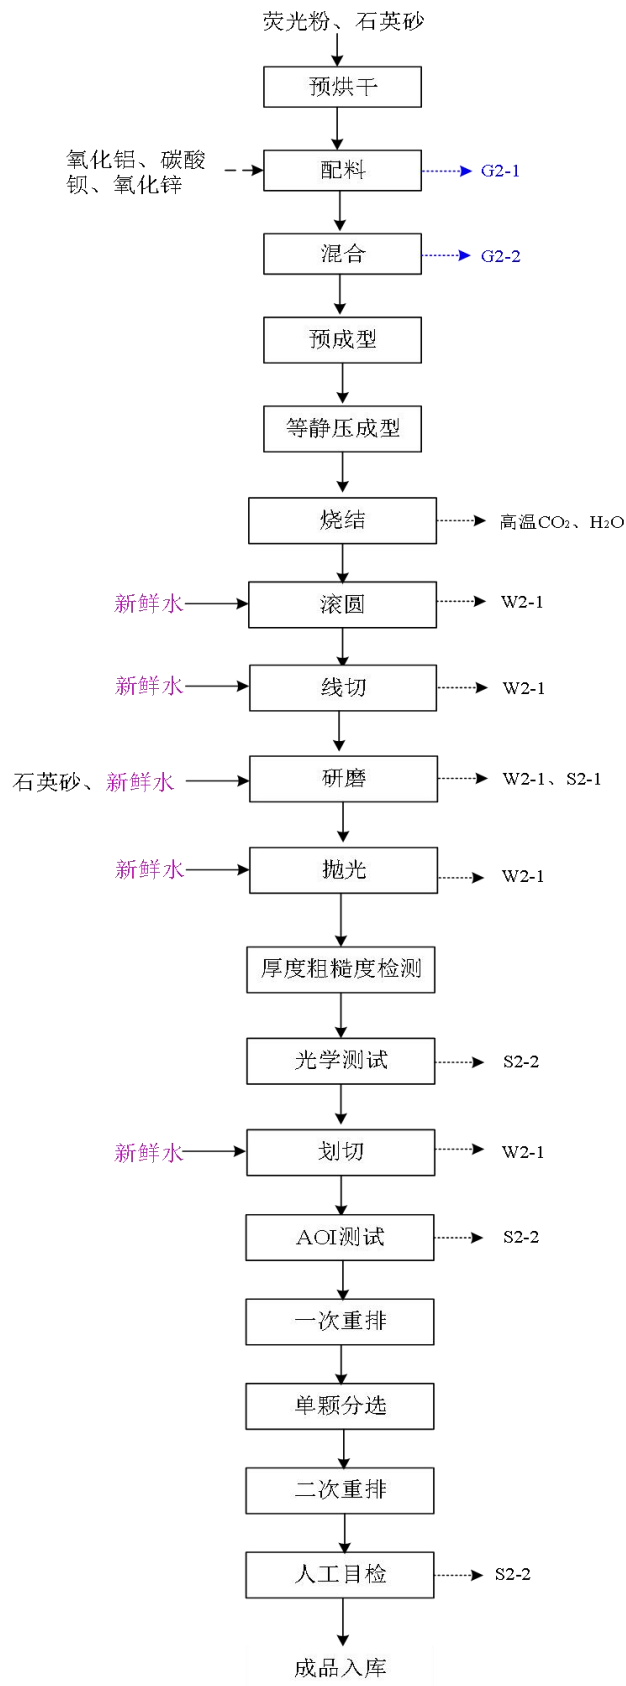 荧光粉、石英砂
预烘干
氧化铝、碳酸
钡、氧化锌
配料
G2-1
混合
G2-2
预成型
等静压成型
烧结
高温CO₂、H₂O
新鲜水
滚圆
W2-1
新鲜水
线切
W2-1
石英砂、新鲜水
研磨
W2-1、S2-1
新鲜水
抛光
W2-1
厚度粗糙度检测
光学测试
S2-2
新鲜水
划切
W2-1
AOI测试
S2-2
一次重排
单颗分选
二次重排
人工目检
S2-2
成品入库